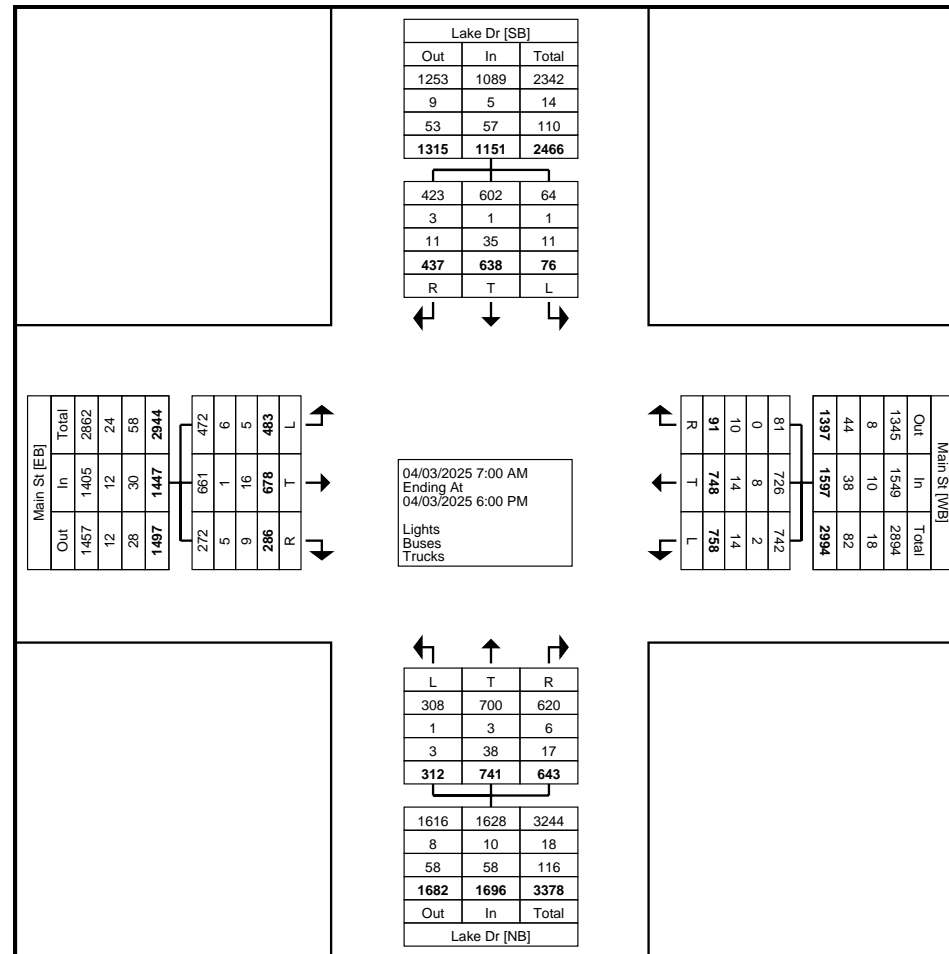 Lake Dr [SB]
Out In Total
1253 1089 2342
9 5 14
53 57 110
1315 1151 2466
423 602 64
3 1 1
11 35 11
437 638 76
R T L
Main St [EB]
Total 2862 24 58 2944
In 1405 12 30 1447
Out 1457 12 28 1497
472 6 5 483 L
661 1 16 678 T
272 5 9 286 R
04/03/2025 7:00 AM
Ending At
04/03/2025 6:00 PM
Lights
Buses
Trucks
R 91 10 0 81
T 748 14 8 726
L 758 14 2 742
1397 44 8 1345 Out
1597 38 10 1549 In
2994 82 18 2894 Total
Main St [WB]
L T R
308 700 620
1 3 6
3 38 17
312 741 643
1616 1628 3244
8 10 18
58 58 116
1682 1696 3378
Out In Total
Lake Dr [NB]